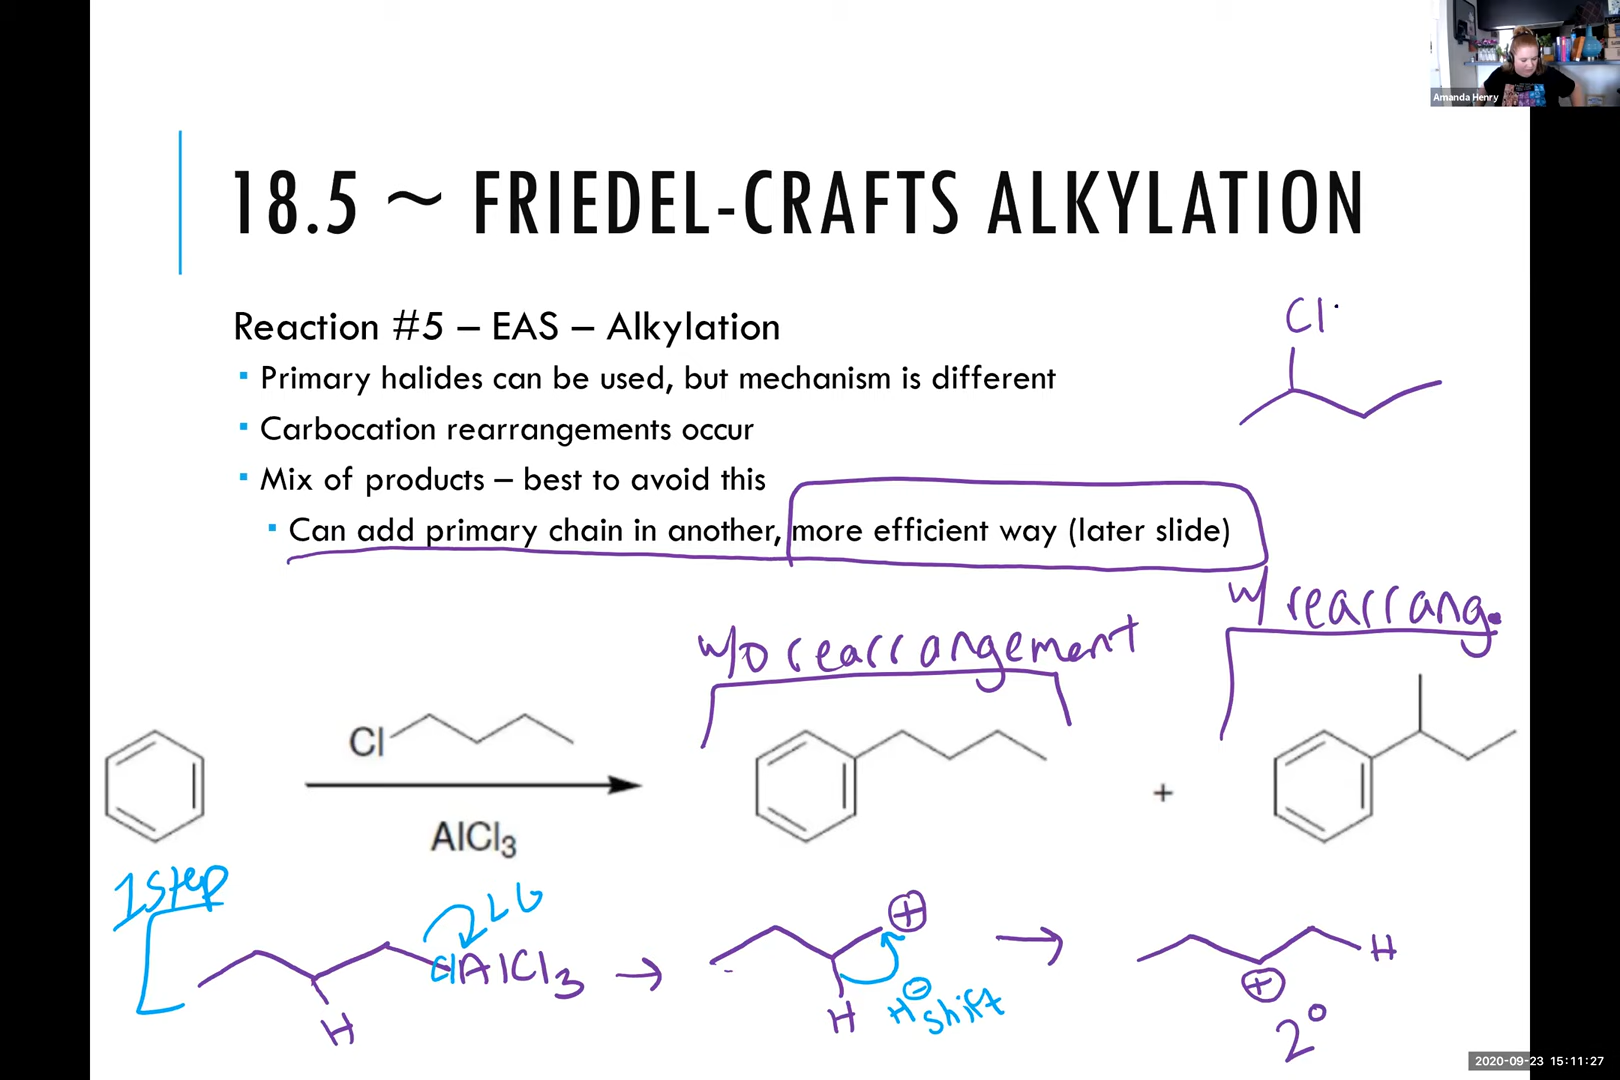 Amanda Henry
18.5 ~ FRIEDEL-CRAFTS ALKYLATION
Reaction #5 – EAS – Alkylation
Cl
▪ Primary halides can be used, but mechanism is different
▪ Carbocation rearrangements occur
▪ Mix of products – best to avoid this
▪ Can add primary chain in another, more efficient way (later slide)
w/ rearrang.
w/o rearrangement
Cl
+
AlCl3
1 step
LG
⊕
ClAlCl3
H
H
H⊖ shift
H
⊕
2°
2020-09-23 15:11:27